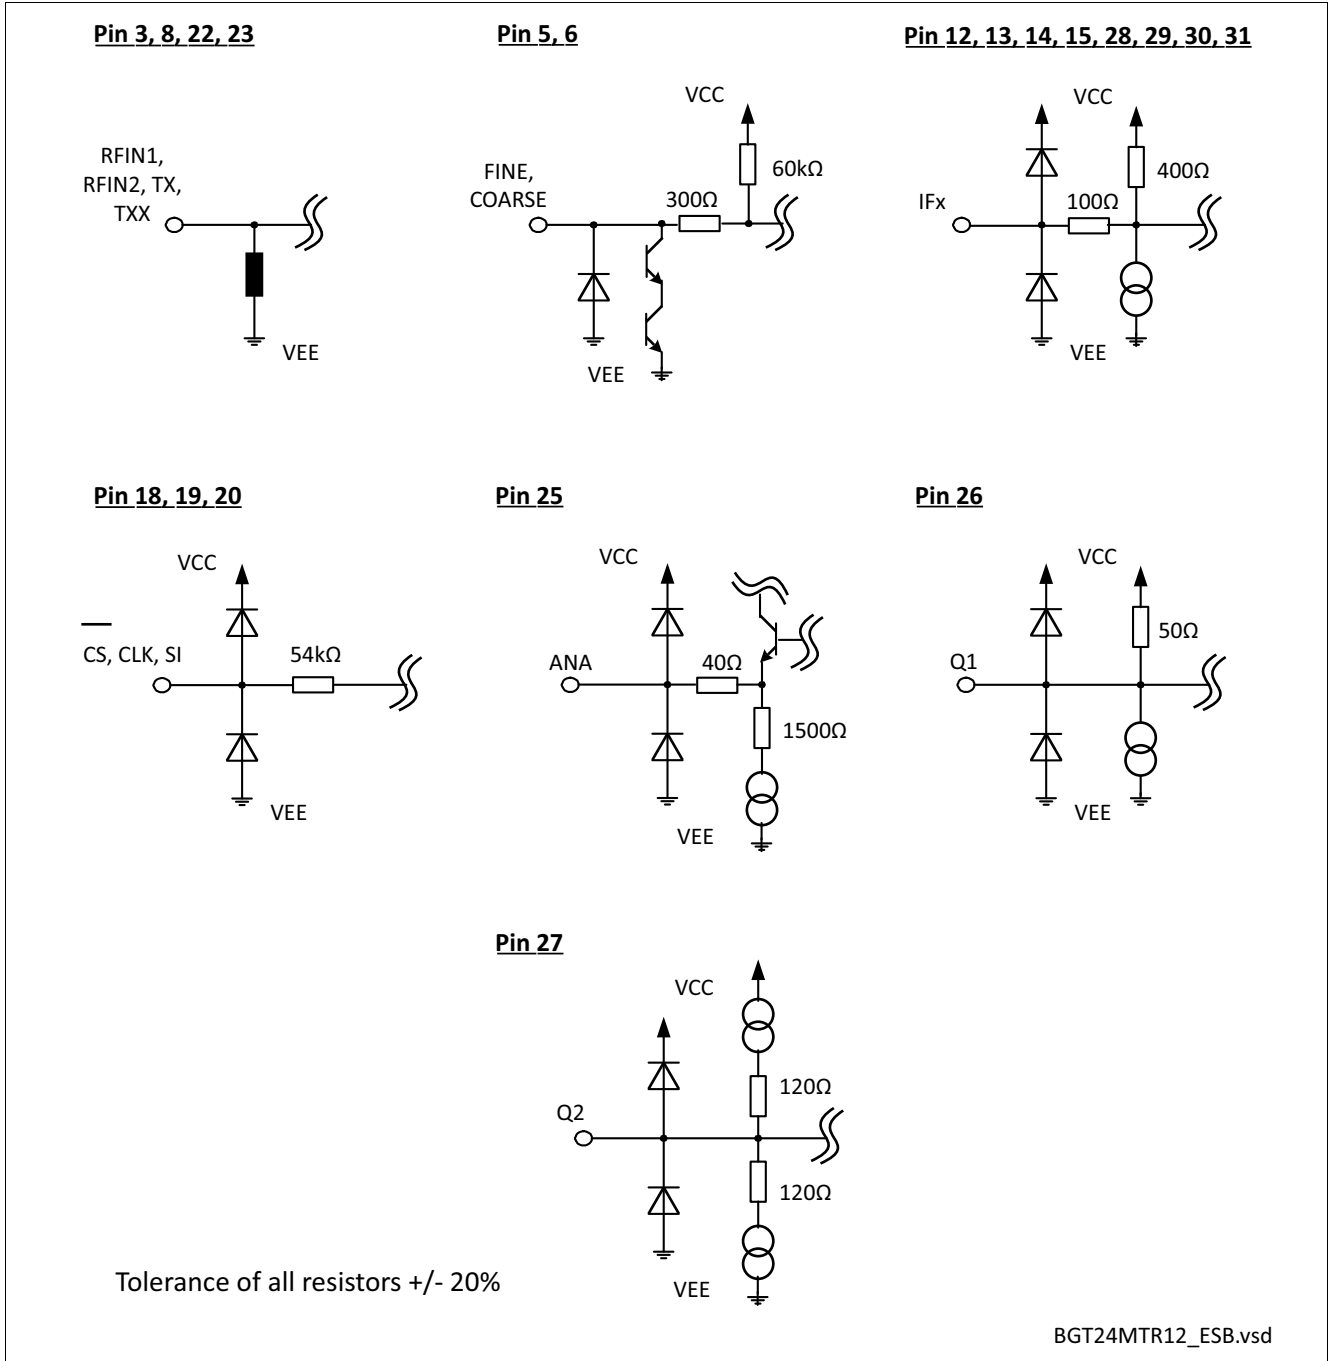 Pin 3, 8, 22, 23
RFIN1,
RFIN2, TX,
TXX
VEE
Pin 5, 6
VCC
60kΩ
300Ω
FINE,
COARSE
VEE
Pin 12, 13, 14, 15, 28, 29, 30, 31
VCC
400Ω
100Ω
IFx
VEE
Pin 18, 19, 20
VCC
CS, CLK, SI
54kΩ
VEE
Pin 25
VCC
ANA
40Ω
1500Ω
VEE
Pin 26
VCC
50Ω
Q1
VEE
Pin 27
VCC
120Ω
Q2
120Ω
VEE
Tolerance of all resistors +/- 20%
BGT24MTR12_ESB.vsd